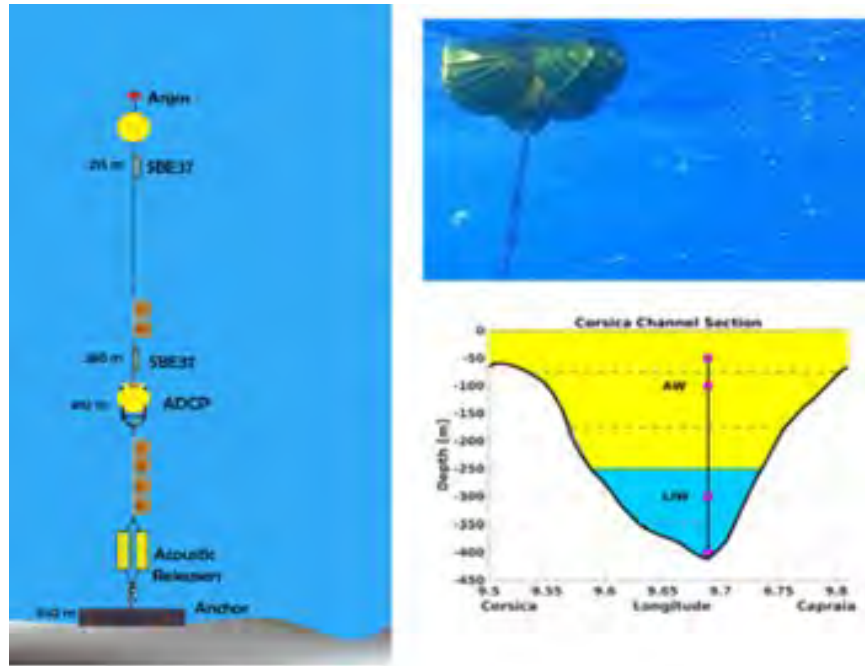 SBE37
SBE37
ADCP
Acoustic
Anchor
Corsica Channel Section
0
-50
-100
-150
-200
-250
-300
-350
-400
-450
Depth [m]
AW
LIW
9.5
9.55
9.6
9.65
9.7
9.75
9.8
Corsica
Longitude
Capraia